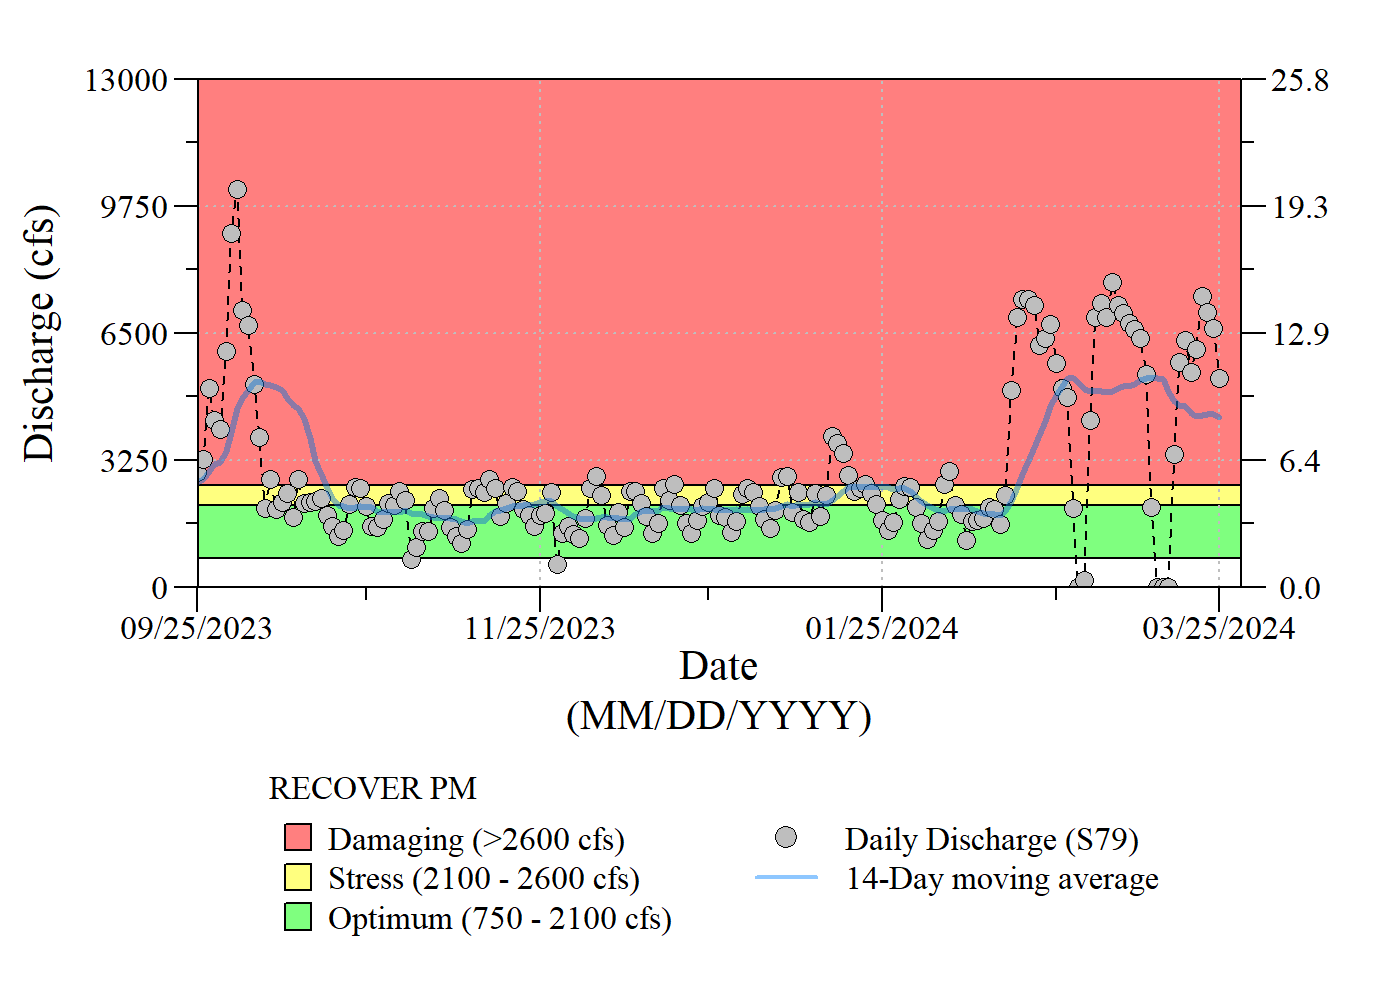 13000
25.8
9750
19.3
6500
12.9
3250
6.4
0
0.0
Discharge (cfs)
09/25/2023
11/25/2023
01/25/2024
03/25/2024
Date
(MM/DD/YYYY)
RECOVER PM
Damaging (>2600 cfs)
Stress (2100 - 2600 cfs)
Optimum (750 - 2100 cfs)
Daily Discharge (S79)
14-Day moving average